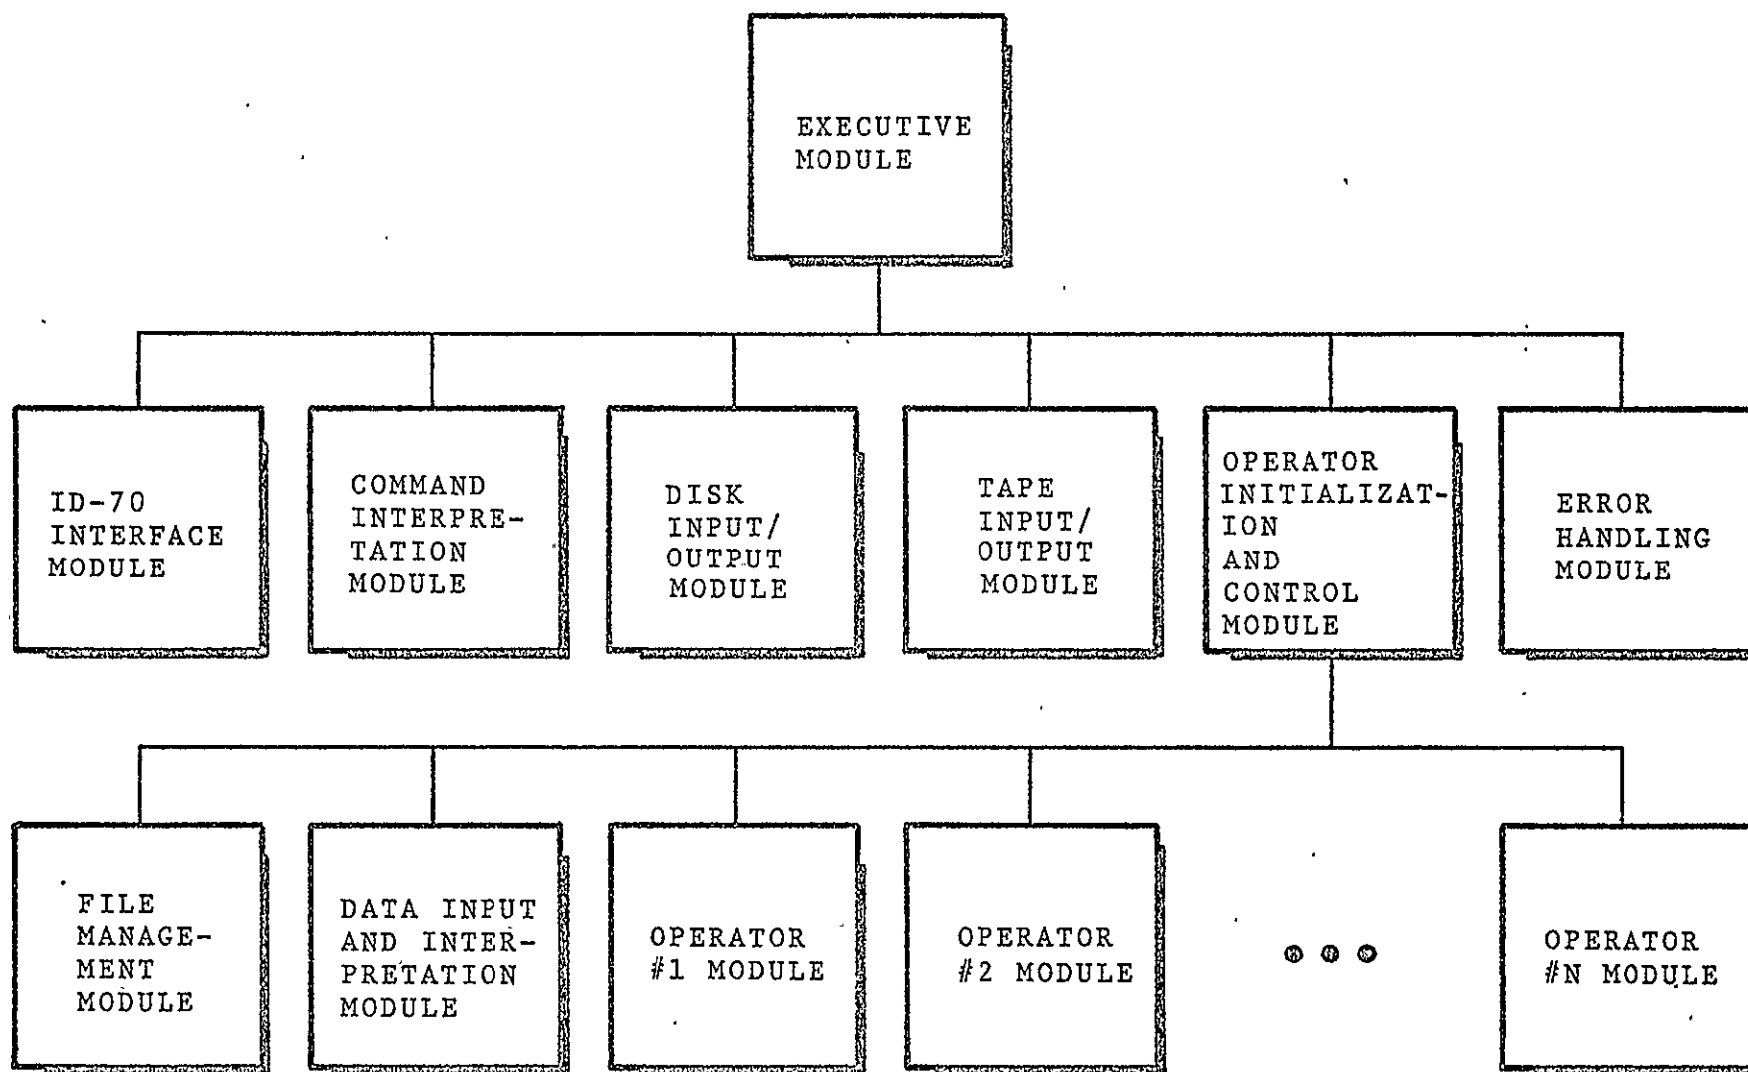 EXECUTIVE
MODULE
ID-70
INTERFACE
MODULE
COMMAND
INTERPRE-
TATION
MODULE
DISK
INPUT/
OUTPUT
MODULE
TAPE
INPUT/
OUTPUT
MODULE
OPERATOR
INITIALIZAT-
ION
AND
CONTROL
MODULE
ERROR
HANDLING
MODULE
FILE
MANAGE-
MENT
MODULE
DATA INPUT
AND INTER-
PRETATION
MODULE
OPERATOR
#1 MODULE
OPERATOR
#2 MODULE
OPERATOR
#N MODULE